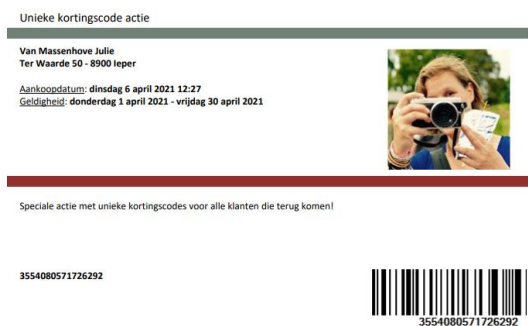 Unieke kortingscode actie
Van Massenhove Julie
Ter Waarde 50 - 8900 Ieper
Aankoopdatum: dinsdag 6 april 2021 12:27
Geldigheid: donderdag 1 april 2021 - vrijdag 30 april 2021
Speciale actie met unieke kortingscodes voor alle klanten die terug komen!
3554080571726292
3554080571726292